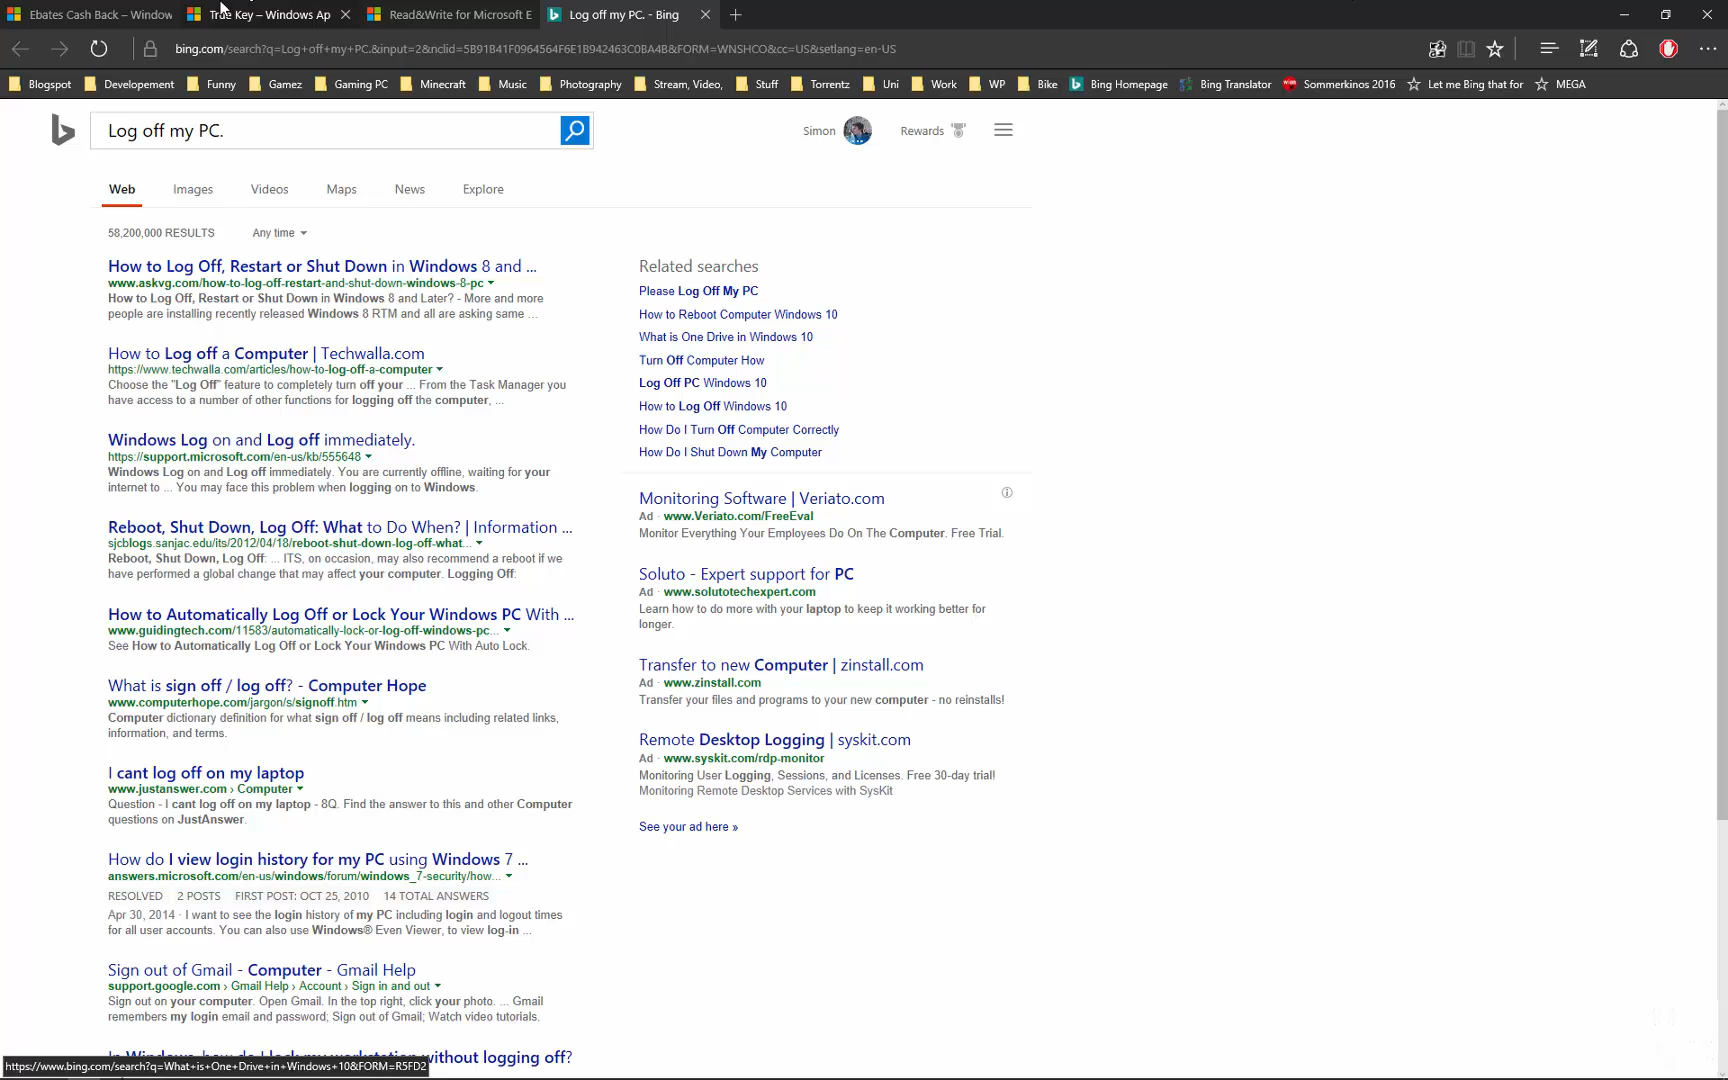 Ebates Cash Back – Window
True Key – Windows Ap
Read&Write for Microsoft E
Log off my PC. - Bing
bing.com/search?q=Log+off+my+PC.&input=2&nclid=5B91B41F0964564F6E1B942463C0BA4B&FORM=WNSHCO&cc=US&setlang=en-US
Blogspot
Developement
Funny
Gamez
Gaming PC
Minecraft
Music
Photography
Stream, Video,
Stuff
Torrentz
Uni
Work
WP
Bike
Bing Homepage
Bing Translator
Sommerkinos 2016
Let me Bing that for
MEGA
Log off my PC.
Simon
Rewards
Web
Images
Videos
Maps
News
Explore
58,200,000 RESULTS
Any time
How to Log Off, Restart or Shut Down in Windows 8 and ...
www.askvg.com/how-to-log-off-restart-and-shut-down-windows-8-pc
How to Log Off, Restart or Shut Down in Windows 8 and Later? - More and more
people are installing recently released Windows 8 RTM and all are asking same ...
How to Log off a Computer | Techwalla.com
https://www.techwalla.com/articles/how-to-log-off-a-computer
Choose the "Log Off" feature to completely turn off your ... From the Task Manager you
have access to a number of other functions for logging off the computer, ...
Windows Log on and Log off immediately.
https://support.microsoft.com/en-us/kb/555648
Windows Log on and Log off immediately. You are currently offline, waiting for your
internet to ... You may face this problem when logging on to Windows.
Reboot, Shut Down, Log Off: What to Do When? | Information ...
sjcblogs.sanjac.edu/its/2012/04/18/reboot-shut-down-log-off-what...
Reboot, Shut Down, Log Off: ... ITS, on occasion, may also recommend a reboot if we
have performed a global change that may affect your computer. Logging Off:
How to Automatically Log Off or Lock Your Windows PC With ...
www.guidingtech.com/11583/automatically-lock-or-log-off-windows-pc...
See How to Automatically Log Off or Lock Your Windows PC With Auto Lock.
What is sign off / log off? - Computer Hope
www.computerhope.com/jargon/s/signoff.htm
Computer dictionary definition for what sign off / log off means including related links,
information, and terms.
I cant log off on my laptop
www.justanswer.com › Computer
Question - I cant log off on my laptop - 8Q. Find the answer to this and other Computer
questions on JustAnswer.
How do I view login history for my PC using Windows 7 ...
answers.microsoft.com/en-us/windows/forum/windows_7-security/how...
RESOLVED 2 POSTS FIRST POST: OCT 25, 2010 14 TOTAL ANSWERS
Apr 30, 2014 · I want to see the login history of my PC including login and logout times
for all user accounts. You can also use Windows® Even Viewer, to view log-in ...
Sign out of Gmail - Computer - Gmail Help
support.google.com › Gmail Help › Account › Sign in and out
Sign out on your computer. Open Gmail. In the top right, click your photo. ... Gmail
remembers my login email and password; Sign out of Gmail; Watch video tutorials.
In Windows, how do I lock my workstation without logging off?
https://www.bing.com/search?q=What+is+One+Drive+in+Windows+10&FORM=R5FD2
Related searches
Please Log Off My PC
How to Reboot Computer Windows 10
What is One Drive in Windows 10
Turn Off Computer How
Log Off PC Windows 10
How to Log Off Windows 10
How Do I Turn Off Computer Correctly
How Do I Shut Down My Computer
Monitoring Software | Veriato.com
Ad · www.Veriato.com/FreeEval
Monitor Everything Your Employees Do On The Computer. Free Trial.
Soluto - Expert support for PC
Ad · www.solutotechexpert.com
Learn how to do more with your laptop to keep it working better for
longer.
Transfer to new Computer | zinstall.com
Ad · www.zinstall.com
Transfer your files and programs to your new computer - no reinstalls!
Remote Desktop Logging | syskit.com
Ad · www.syskit.com/rdp-monitor
Monitoring User Logging, Sessions, and Licenses. Free 30-day trial!
Monitoring Remote Desktop Services with SysKit
See your ad here »